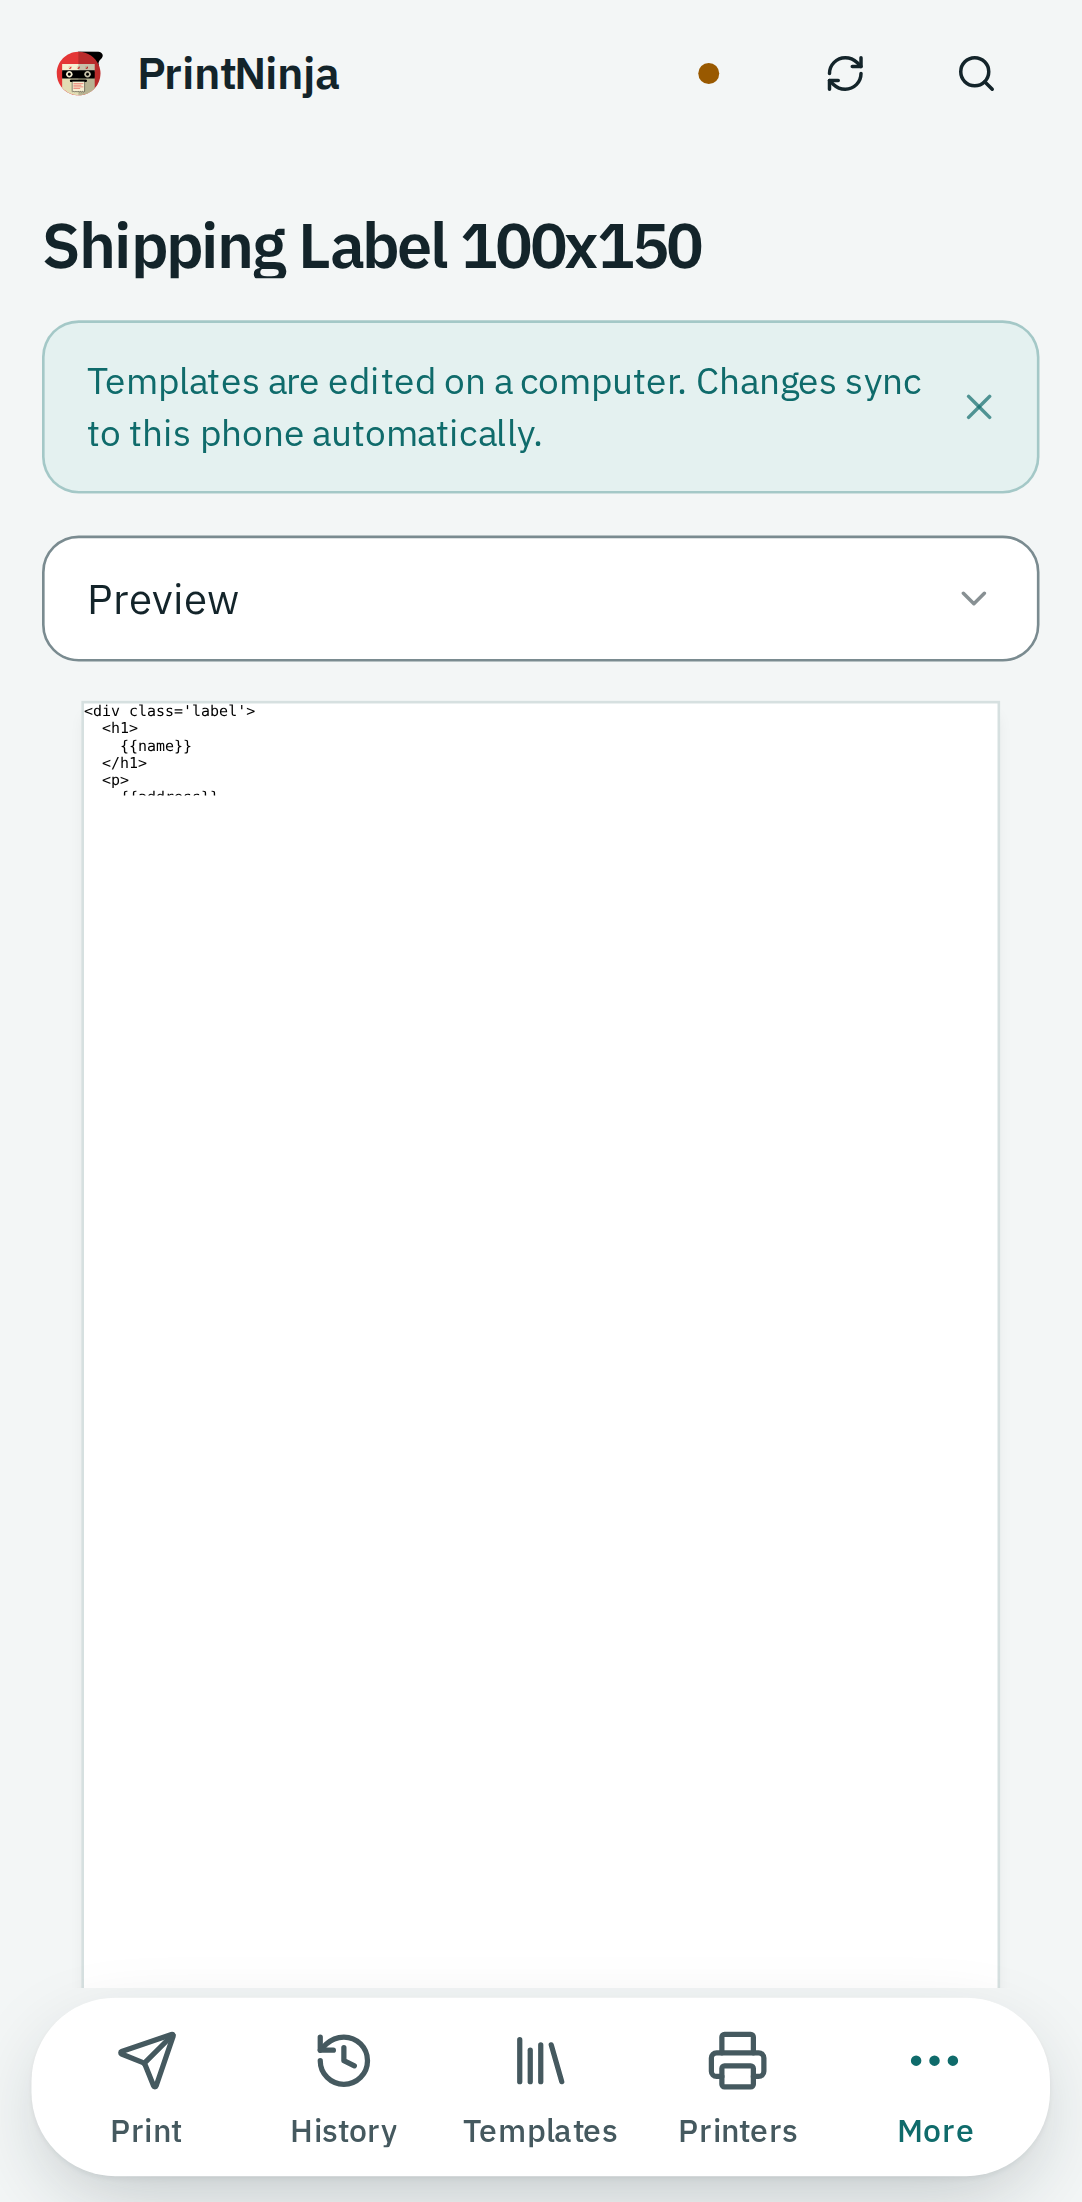 PrintNinja
Shipping Label 100x150
Templates are edited on a computer. Changes sync
to this phone automatically.
Preview
<div class='label'>
  <h1>
    {{name}}
  </h1>
  <p>
    {{address}}
Print
History
Templates
Printers
More